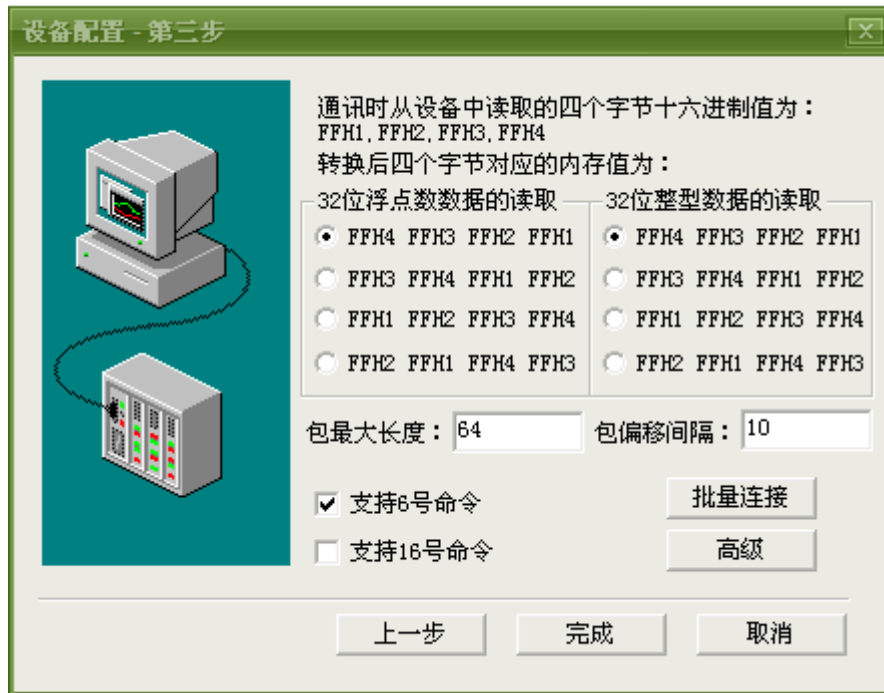 设备配置 - 第三步
通讯时从设备中读取的四个字节十六进制值为：
FFH1, FFH2, FFH3, FFH4
转换后四个字节对应的内存值为：
32位浮点数数据的读取
FFH4 FFH3 FFH2 FFH1
FFH3 FFH4 FFH1 FFH2
FFH1 FFH2 FFH3 FFH4
FFH2 FFH1 FFH4 FFH3
32位整型数据的读取
FFH4 FFH3 FFH2 FFH1
FFH3 FFH4 FFH1 FFH2
FFH1 FFH2 FFH3 FFH4
FFH2 FFH1 FFH4 FFH3
包最大长度： 64
包偏移间隔： 10
支持6号命令
批量连接
支持16号命令
高级
上一步
完成
取消